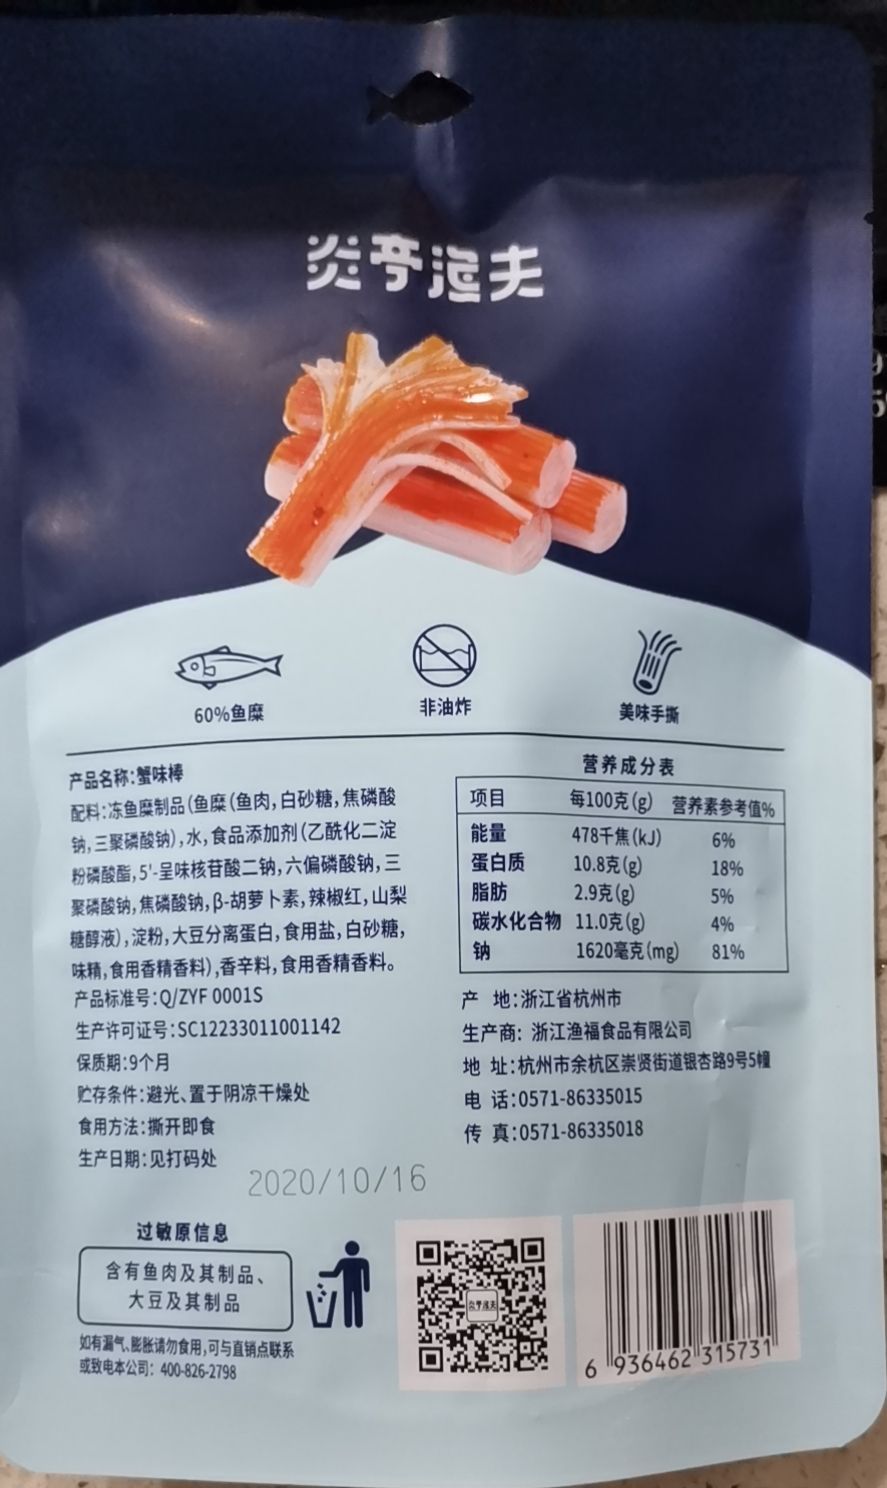 炎亭渔夫
60%鱼糜
非油炸
美味手撕
产品名称:蟹味棒
配料:冻鱼糜制品(鱼糜(鱼肉,白砂糖,焦磷酸
钠,三聚磷酸钠),水,食品添加剂(乙酰化二淀
粉磷酸酯,5'-呈味核苷酸二钠,六偏磷酸钠,三
聚磷酸钠,焦磷酸钠,β-胡萝卜素,辣椒红,山梨
糖醇液),淀粉,大豆分离蛋白,食用盐,白砂糖,
味精,食用香精香料),香辛料,食用香精香料。
产品标准号:Q/ZYF 0001S
生产许可证号:SC12233011001142
保质期:9个月
贮存条件:避光、置于阴凉干燥处
食用方法:撕开即食
生产日期:见打码处
2020/10/16
营养成分表
项目 每100克(g) 营养素参考值%
能量 478千焦(kJ) 6%
蛋白质 10.8克(g) 18%
脂肪 2.9克(g) 5%
碳水化合物 11.0克(g) 4%
钠 1620毫克(mg) 81%
产 地:浙江省杭州市
生产商: 浙江渔福食品有限公司
地 址:杭州市余杭区崇贤街道银杏路9号5幢
电 话:0571-86335015
传 真:0571-86335018
过敏原信息
含有鱼肉及其制品、
大豆及其制品
如有漏气、膨胀请勿食用,可与直销点联系
或致电本公司: 400-826-2798
炎亭渔夫
6 936462 315731